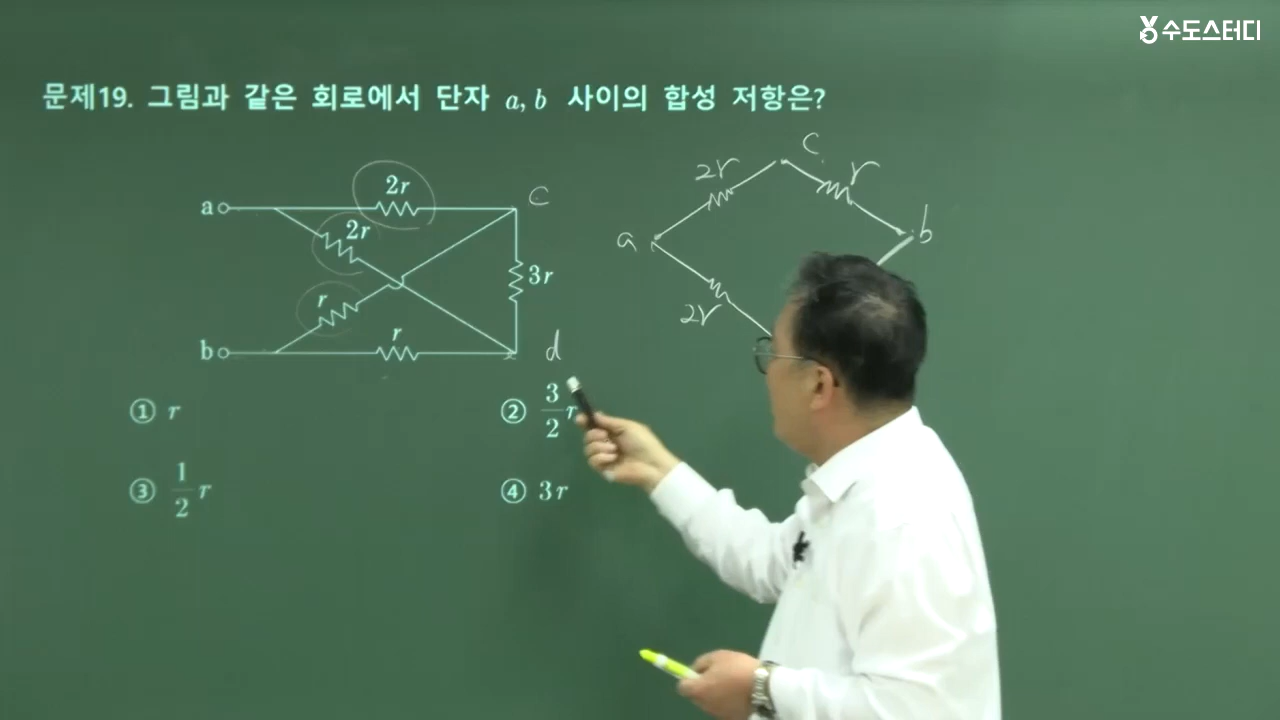 수도스터디
문제19. 그림과 같은 회로에서 단자 a, b 사이의 합성 저항은?
c
2r
r
a
b
2r
a
2r
c
2r
3r
r
r
b
d
① r
② 3/2 r
③ 1/2 r
④ 3r